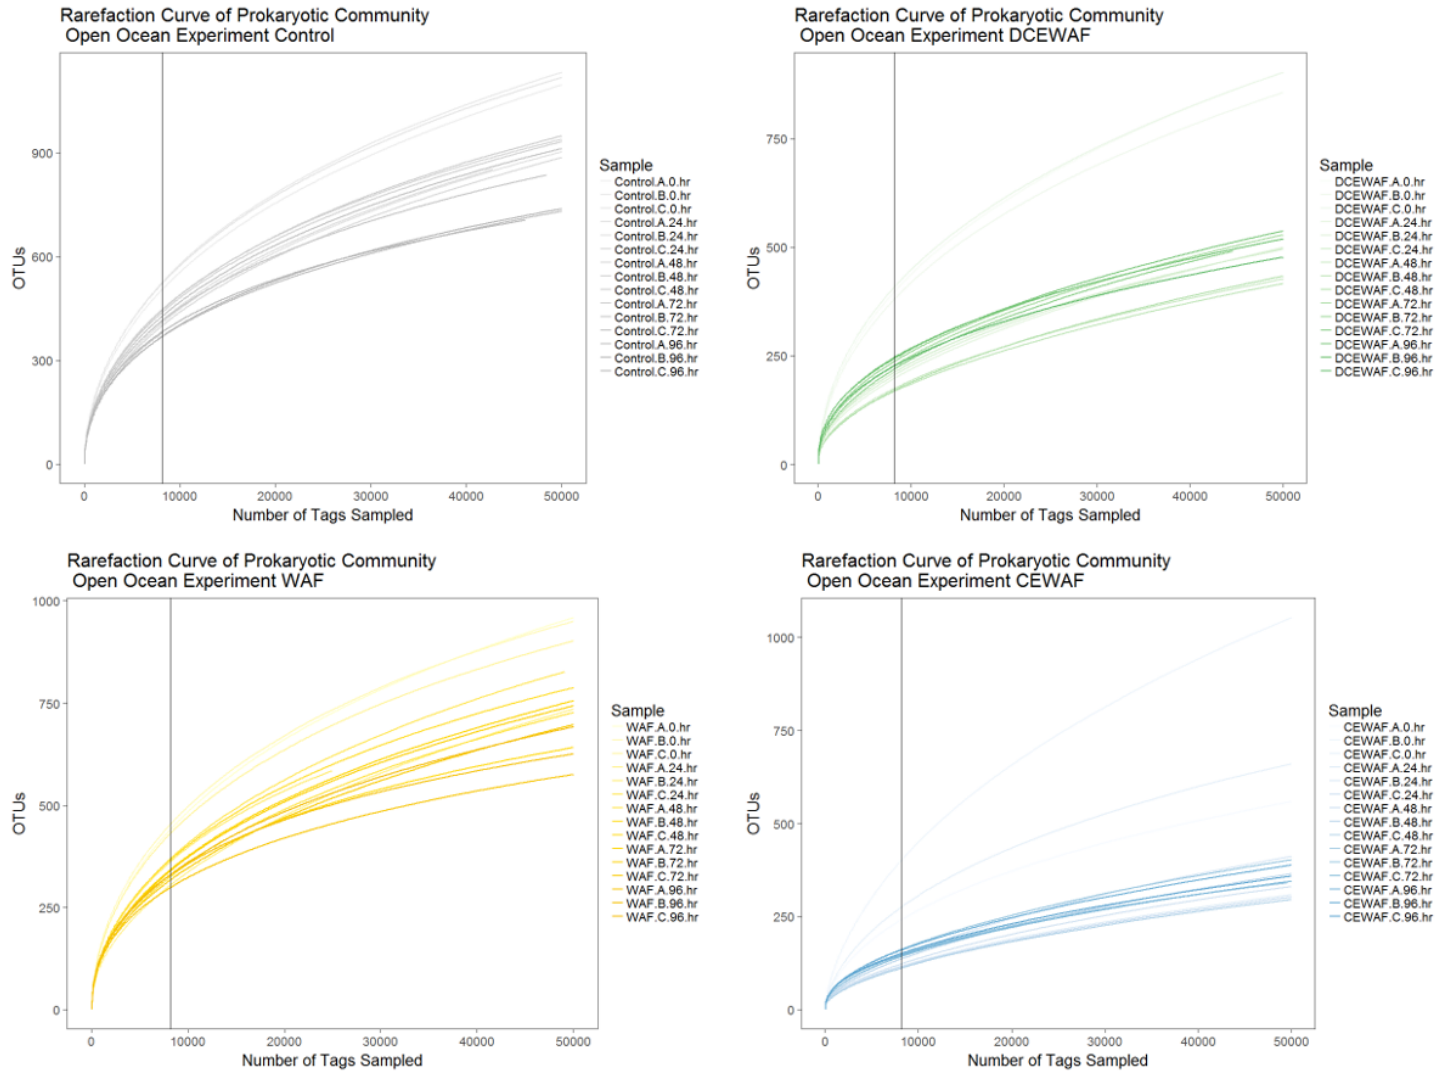 Rarefaction Curve of Prokaryotic Community
Open Ocean Experiment Control
OTUs
900
600
300
0
0 10000 20000 30000 40000 50000
Number of Tags Sampled
Sample
Control.A.0.hr
Control.B.0.hr
Control.C.0.hr
Control.A.24.hr
Control.B.24.hr
Control.C.24.hr
Control.A.48.hr
Control.B.48.hr
Control.C.48.hr
Control.A.72.hr
Control.B.72.hr
Control.C.72.hr
Control.A.96.hr
Control.B.96.hr
Control.C.96.hr
Rarefaction Curve of Prokaryotic Community
Open Ocean Experiment DCEWAF
OTUs
750
500
250
0
0 10000 20000 30000 40000 50000
Number of Tags Sampled
Sample
DCEWAF.A.0.hr
DCEWAF.B.0.hr
DCEWAF.C.0.hr
DCEWAF.A.24.hr
DCEWAF.B.24.hr
DCEWAF.C.24.hr
DCEWAF.A.48.hr
DCEWAF.B.48.hr
DCEWAF.C.48.hr
DCEWAF.A.72.hr
DCEWAF.B.72.hr
DCEWAF.C.72.hr
DCEWAF.A.96.hr
DCEWAF.B.96.hr
DCEWAF.C.96.hr
Rarefaction Curve of Prokaryotic Community
Open Ocean Experiment WAF
OTUs
1000
750
500
250
0
0 10000 20000 30000 40000 50000
Number of Tags Sampled
Sample
WAF.A.0.hr
WAF.B.0.hr
WAF.C.0.hr
WAF.A.24.hr
WAF.B.24.hr
WAF.C.24.hr
WAF.A.48.hr
WAF.B.48.hr
WAF.C.48.hr
WAF.A.72.hr
WAF.B.72.hr
WAF.C.72.hr
WAF.A.96.hr
WAF.B.96.hr
WAF.C.96.hr
Rarefaction Curve of Prokaryotic Community
Open Ocean Experiment CEWAF
OTUs
1000
750
500
250
0
0 10000 20000 30000 40000 50000
Number of Tags Sampled
Sample
CEWAF.A.0.hr
CEWAF.B.0.hr
CEWAF.C.0.hr
CEWAF.A.24.hr
CEWAF.B.24.hr
CEWAF.C.24.hr
CEWAF.A.48.hr
CEWAF.B.48.hr
CEWAF.C.48.hr
CEWAF.A.72.hr
CEWAF.B.72.hr
CEWAF.C.72.hr
CEWAF.A.96.hr
CEWAF.B.96.hr
CEWAF.C.96.hr